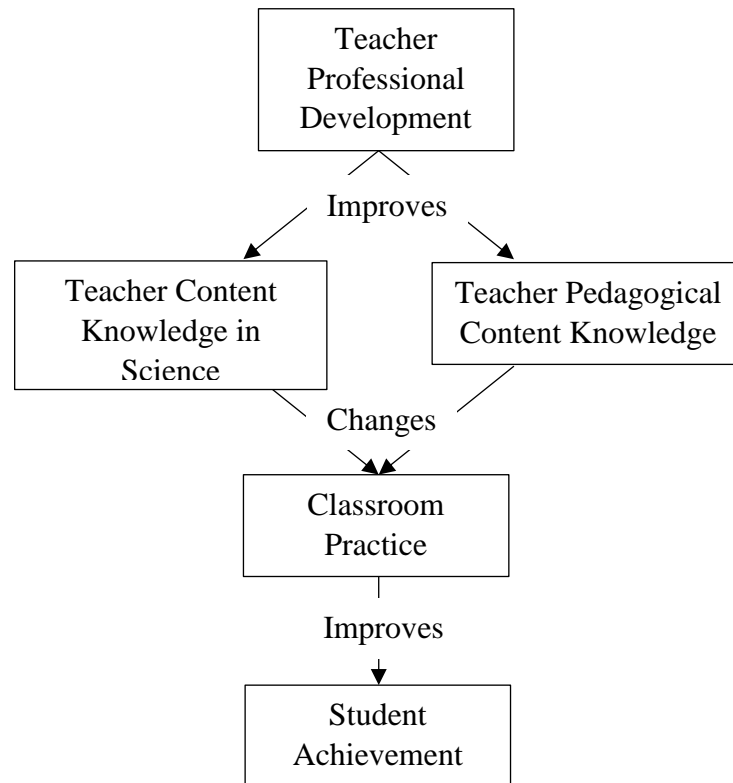 Teacher
Professional
Development
Improves
Teacher Content
Knowledge in
Science
Teacher Pedagogical
Content Knowledge
Changes
Classroom
Practice
Improves
Student
Achievement